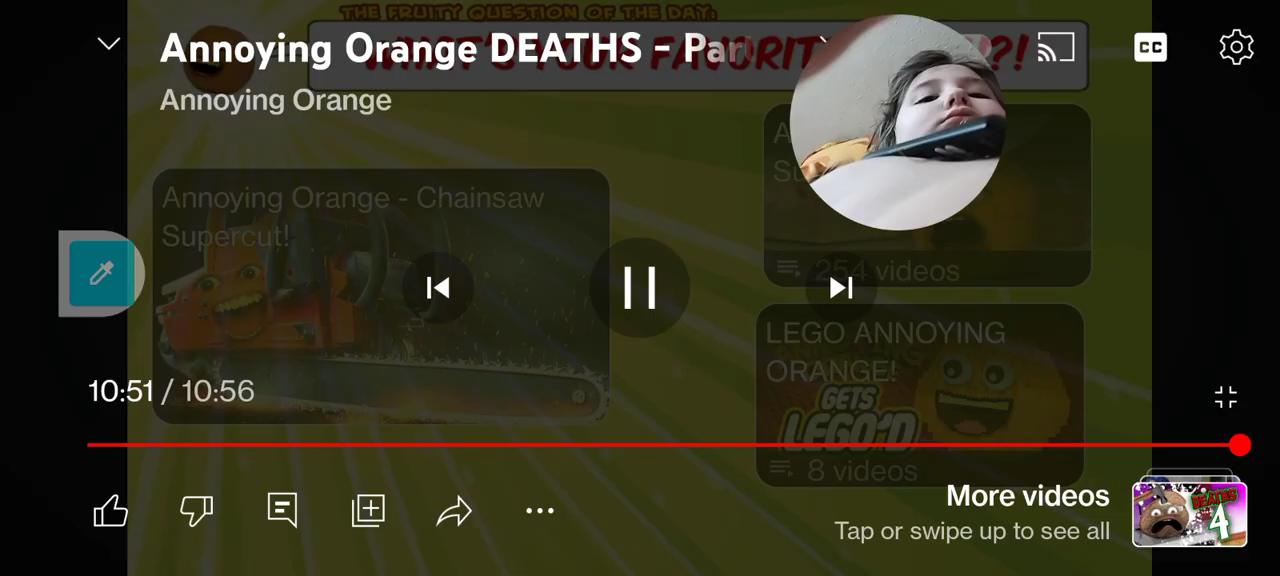 THE FRUITY QUESTION OF THE DAY:
Annoying Orange DEATHS - Par
?!
CC
Annoying Orange
Annoying Orange - Chainsaw
Supercut!
254 videos
LEGO ANNOYING
ORANGE!
GETS
LEGO'D
8 videos
10:51 / 10:56
More videos
Tap or swipe up to see all
DEATHS
4